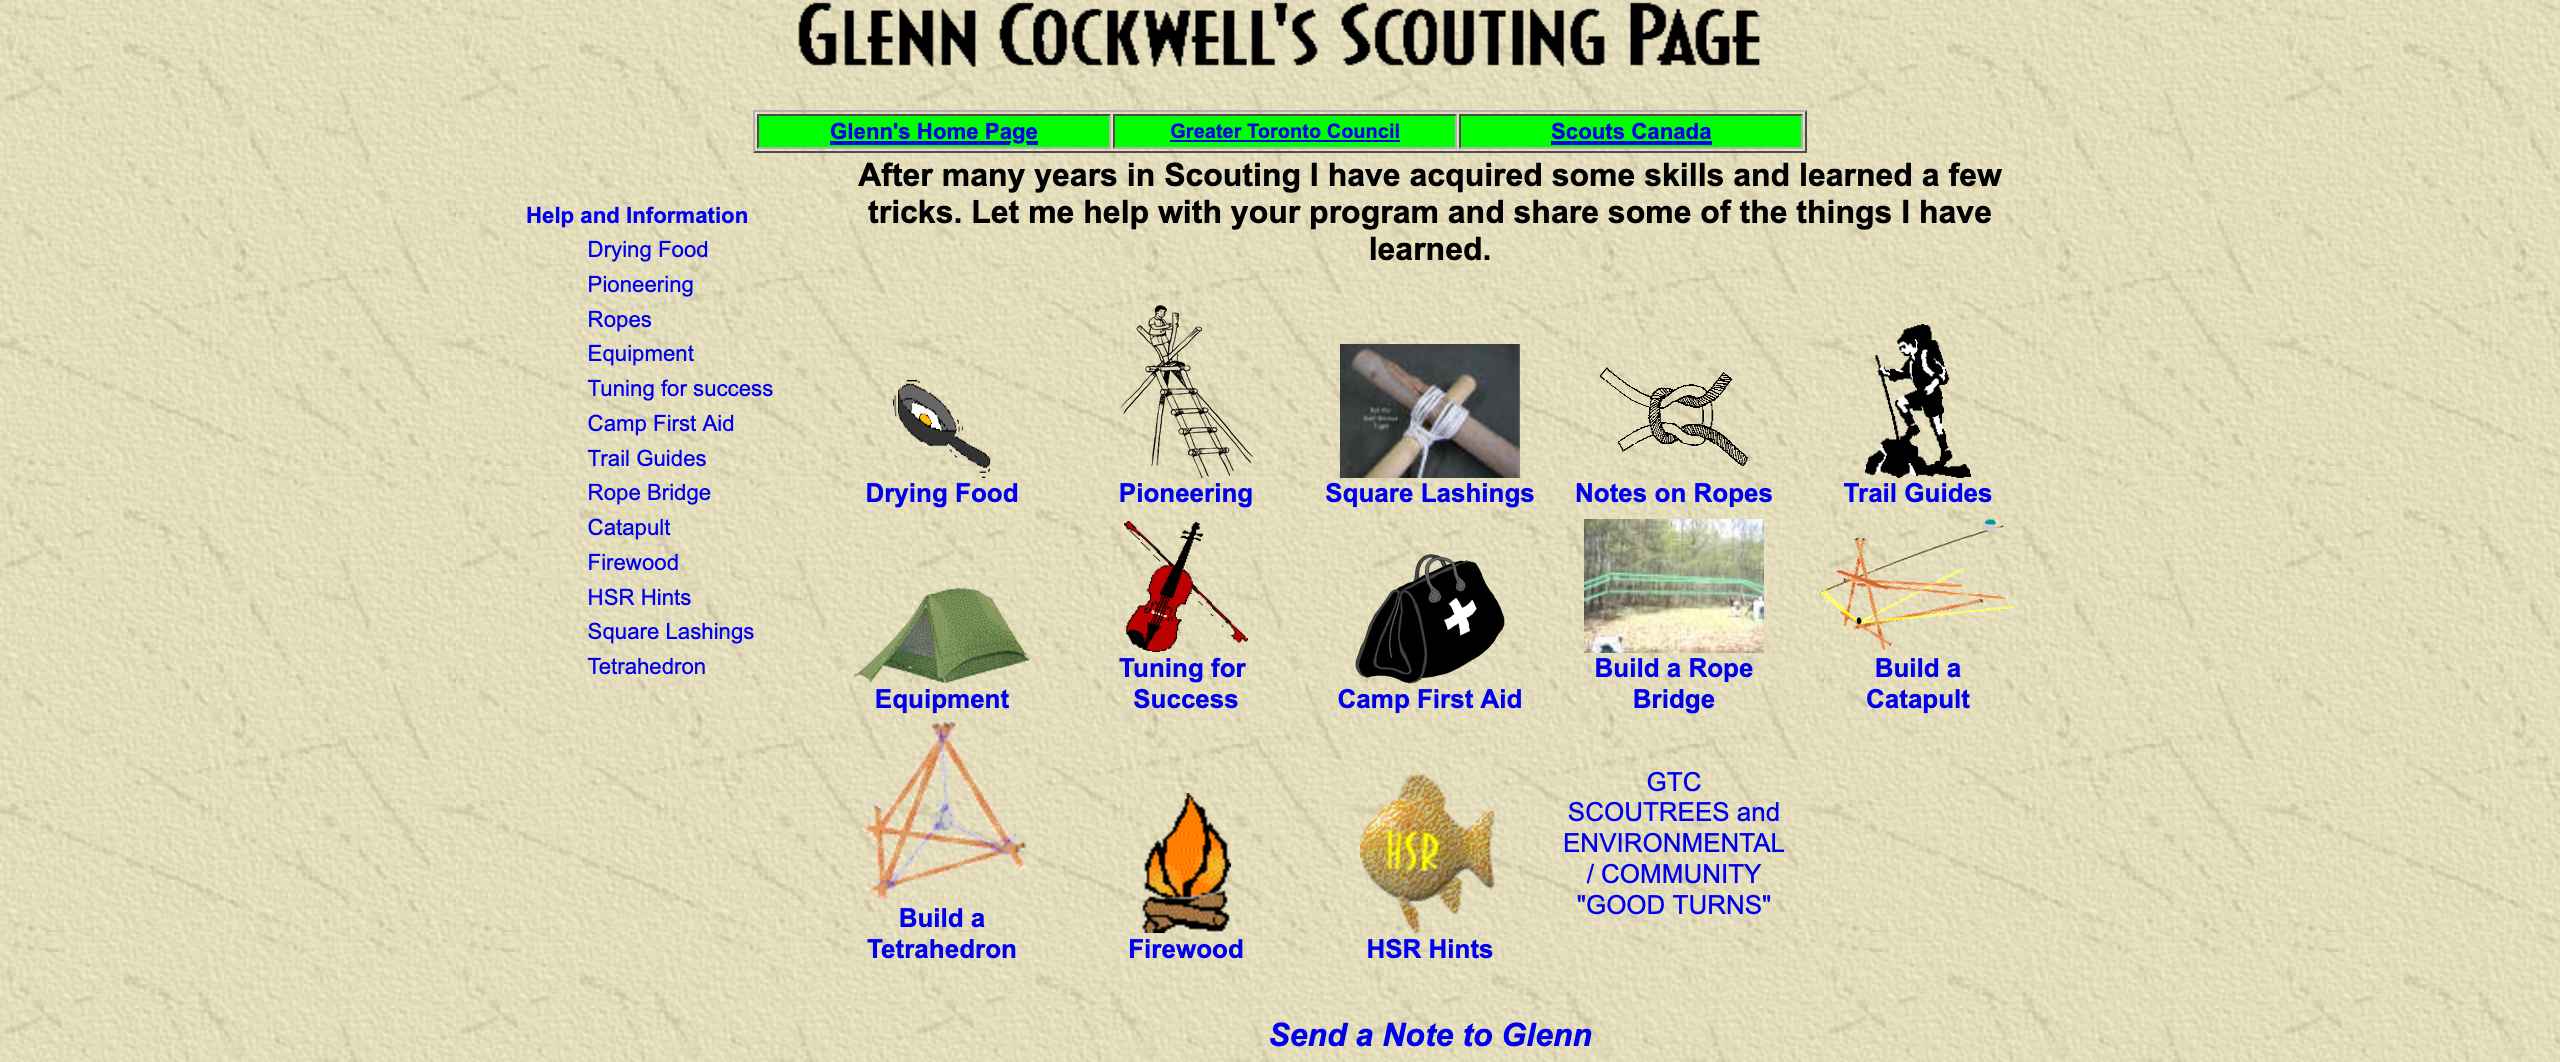 GLENN COCKWELL'S SCOUTING PAGE
Glenn's Home Page
Greater Toronto Council
Scouts Canada
After many years in Scouting I have acquired some skills and learned a few
tricks. Let me help with your program and share some of the things I have
learned.
Help and Information
Drying Food
Pioneering
Ropes
Equipment
Tuning for success
Camp First Aid
Trail Guides
Rope Bridge
Catapult
Firewood
HSR Hints
Square Lashings
Tetrahedron
Drying Food
Pioneering
Square Lashings
Notes on Ropes
Trail Guides
Equipment
Tuning for
Success
Camp First Aid
Build a Rope
Bridge
Build a
Catapult
Build a
Tetrahedron
Firewood
HSR
HSR Hints
GTC
SCOUTREES and
ENVIRONMENTAL
/ COMMUNITY
"GOOD TURNS"
Send a Note to Glenn